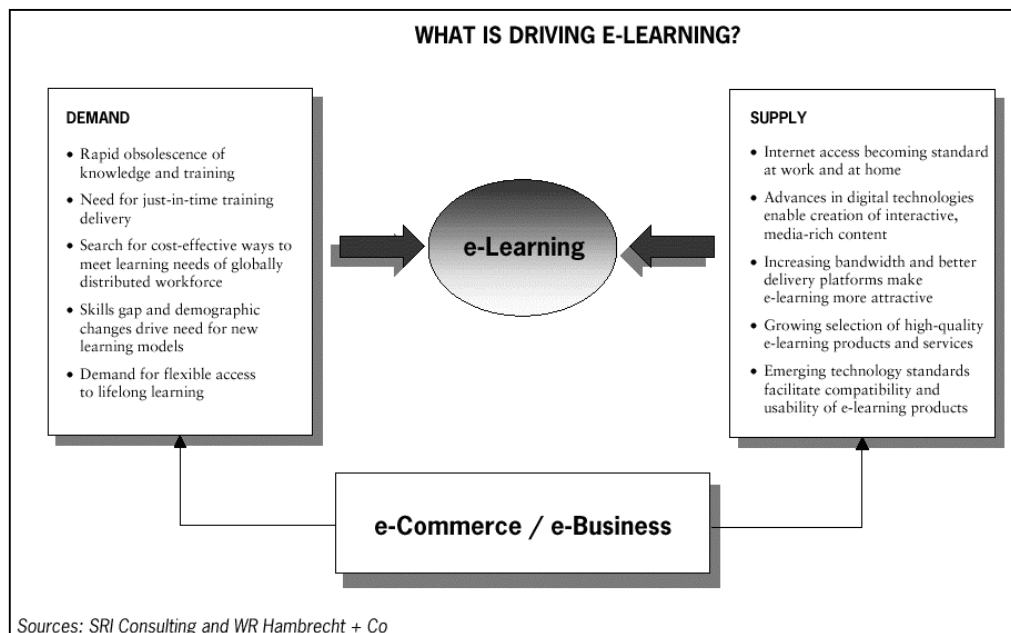 WHAT IS DRIVING E-LEARNING?
DEMAND
• Rapid obsolescence of
knowledge and training
• Need for just-in-time training
delivery
• Search for cost-effective ways to
meet learning needs of globally
distributed workforce
• Skills gap and demographic
changes drive need for new
learning models
• Demand for flexible access
to lifelong learning
e-Learning
SUPPLY
• Internet access becoming standard
at work and at home
• Advances in digital technologies
enable creation of interactive,
media-rich content
• Increasing bandwidth and better
delivery platforms make
e-learning more attractive
• Growing selection of high-quality
e-learning products and services
• Emerging technology standards
facilitate compatibility and
usability of e-learning products
e-Commerce / e-Business
Sources: SRI Consulting and WR Hambrecht + Co